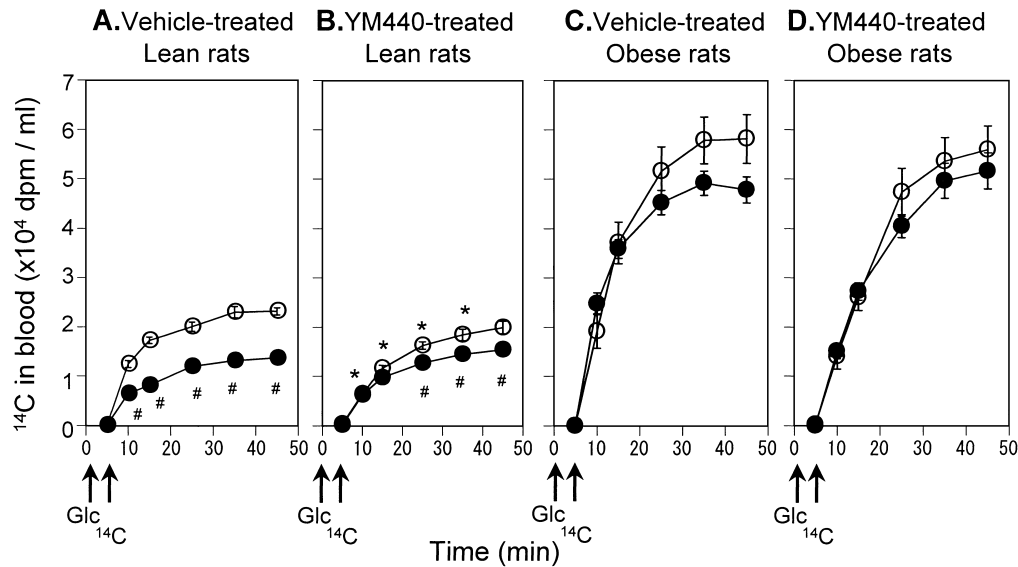 A.Vehicle-treated B.YM440-treated C.Vehicle-treated D.YM440-treated
Lean rats Lean rats Obese rats Obese rats
¹⁴C in blood (x10⁴ dpm / ml)
7
6
5
4
3
2
1
0
# # # # #
* * * *
# # #
0 10 20 30 40 50 0 10 20 30 40 50 0 10 20 30 40 50 0 10 20 30 40 50
Glc Glc Glc Glc
¹⁴C ¹⁴C ¹⁴C ¹⁴C
Time (min)